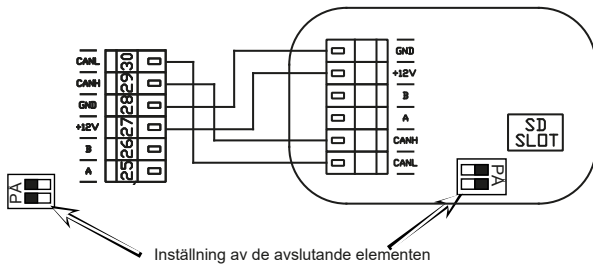 CANL 30
CANH 29
GND 28
+12V 27
B 26
A 25
GND
+12V
B
A
CANH
CANL
SD
SLOT
PA
PA
Inställning av de avslutande elementen